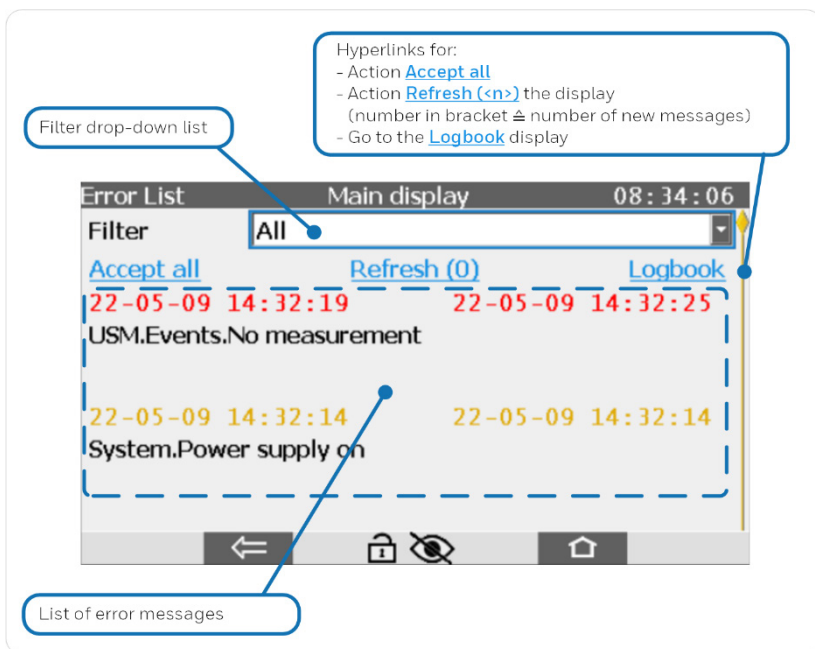 Hyperlinks for:
- Action Accept all
- Action Refresh (<n>) the display
(number in bracket ≙ number of new messages)
- Go to the Logbook display
Filter drop-down list
Error List Main display 08:34:06
Filter All
Accept all Refresh (0) Logbook
22-05-09 14:32:19 22-05-09 14:32:25
USM.Events.No measurement
22-05-09 14:32:14 22-05-09 14:32:14
System.Power supply on
List of error messages